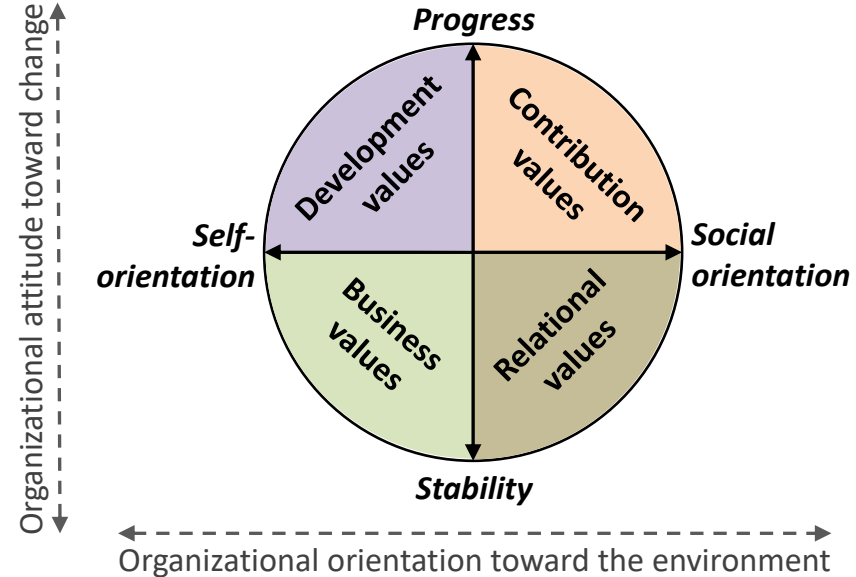 Organizational attitude toward change
Progress
Development
values
Contribution
values
Self-
orientation
Social
orientation
Business
values
Relational
values
Stability
Organizational orientation toward the environment